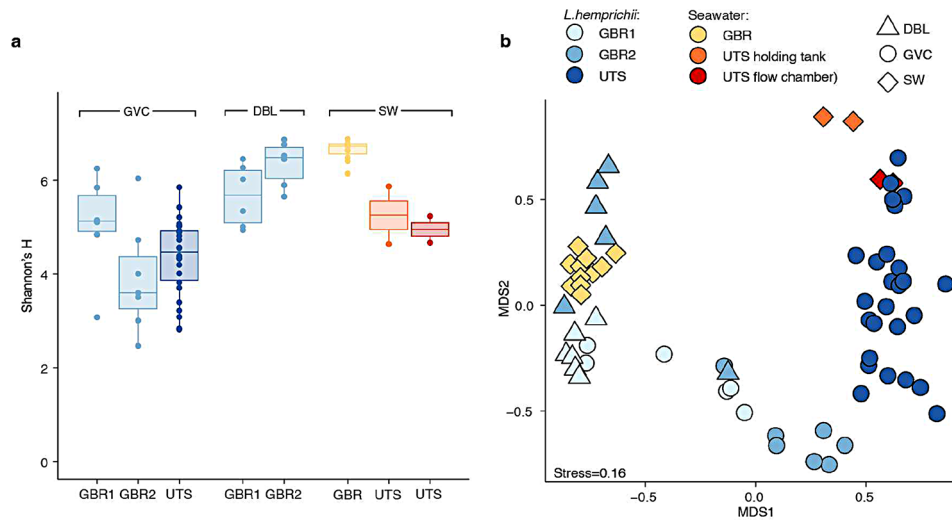 a
GVC
DBL
SW
Shannon's H
6
4
2
0
GBR1 GBR2 UTS
GBR1 GBR2
GBR UTS UTS
b
L.hemprichii:
GBR1
GBR2
UTS
Seawater:
GBR
UTS holding tank
UTS flow chamber)
DBL
GVC
SW
MDS2
0.5
0.0
−0.5
Stress=0.16
−0.5 0.0 0.5
MDS1